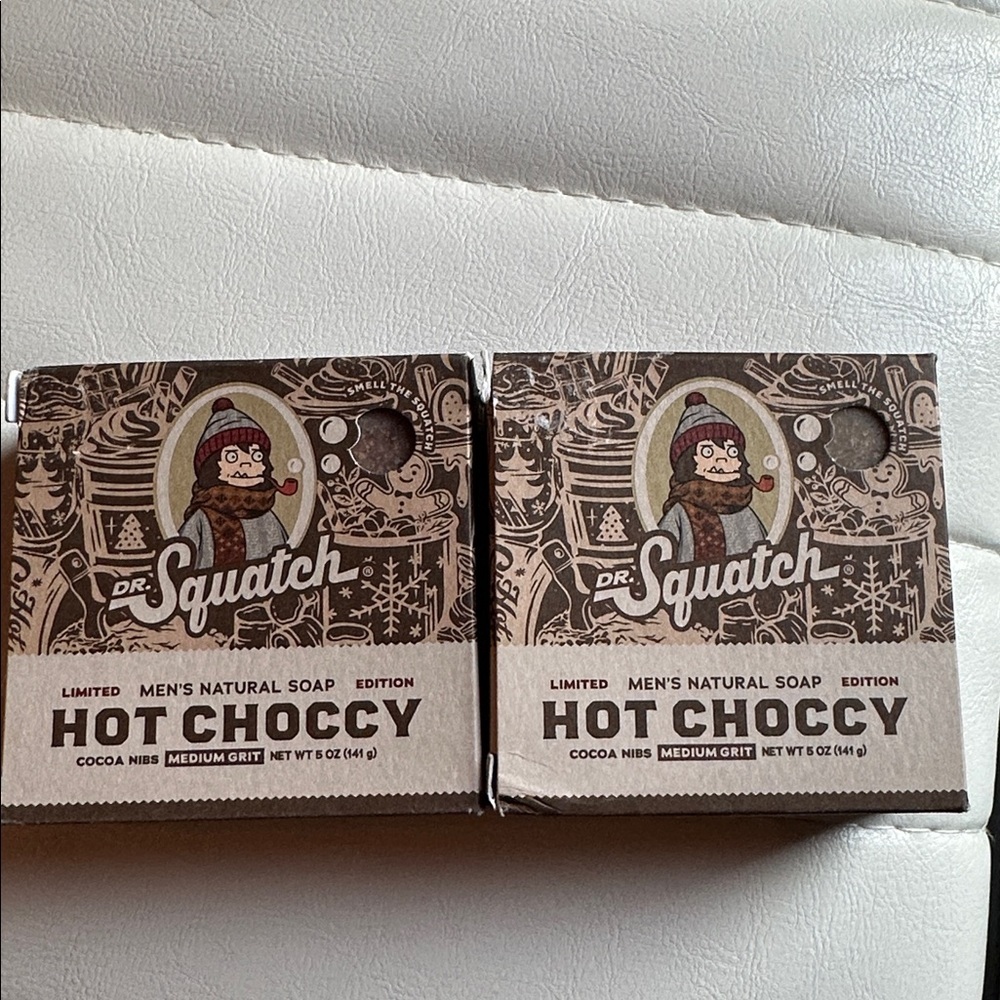 SMELL THE SQUATCH!
DR. Squatch®
LIMITED MEN'S NATURAL SOAP EDITION
HOT CHOCCY
COCOA NIBS MEDIUM GRIT NET WT 5 OZ (141 g)
SMELL THE SQUATCH!
DR. Squatch®
LIMITED MEN'S NATURAL SOAP EDITION
HOT CHOCCY
COCOA NIBS MEDIUM GRIT NET WT 5 OZ (141 g)